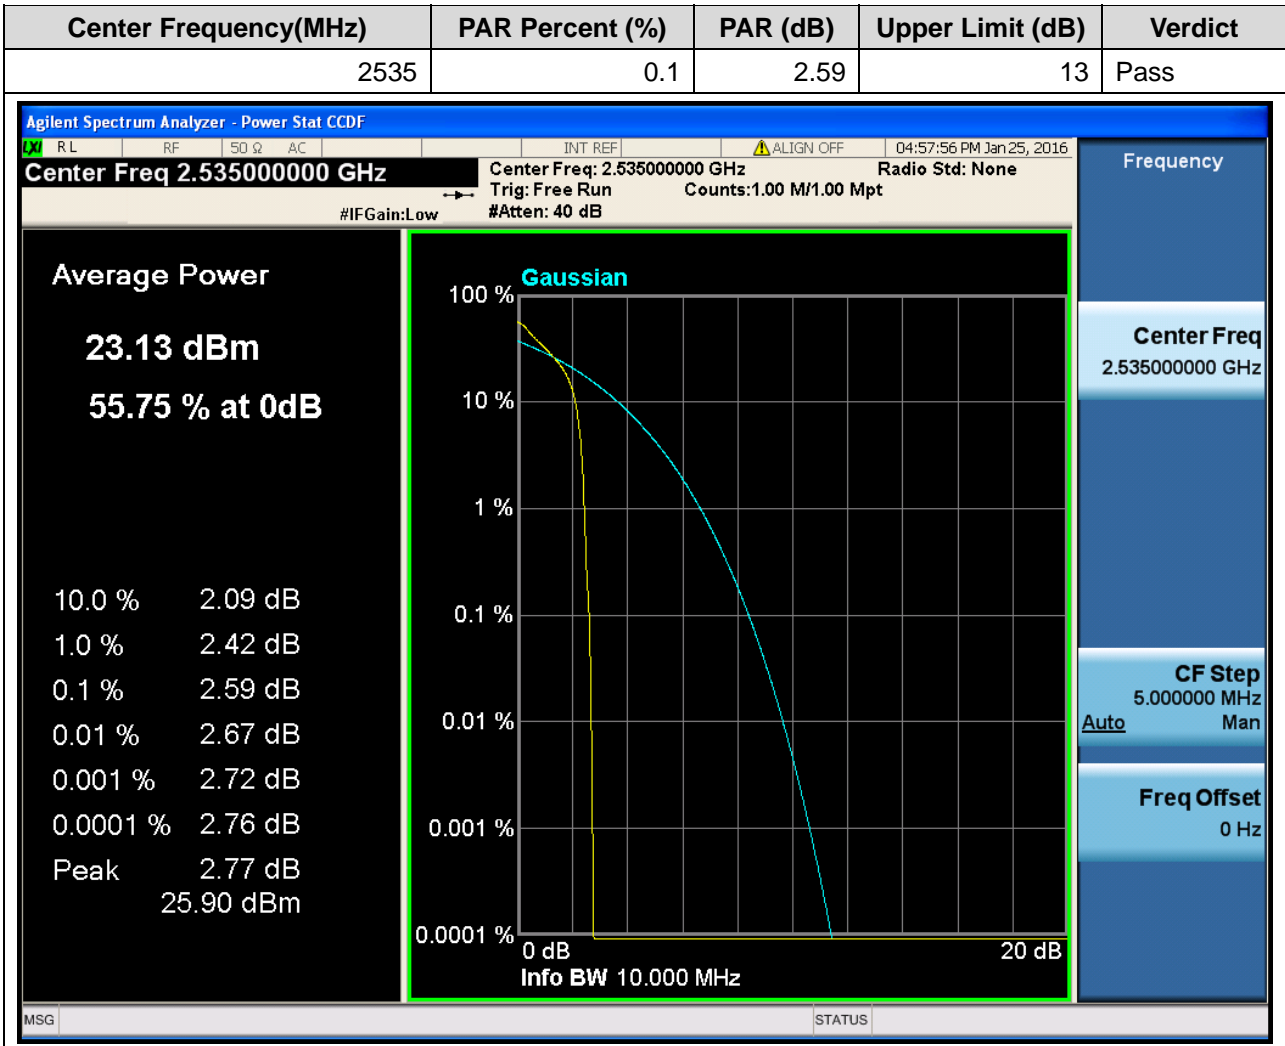 Center Frequency(MHz) PAR Percent (%) PAR (dB) Upper Limit (dB) Verdict
2535 0.1 2.59 13 Pass
Agilent Spectrum Analyzer - Power Stat CCDF
LXI RL RF 50 Ω AC INT REF ALIGN OFF 04:57:56 PM Jan 25, 2016
Center Freq 2.535000000 GHz
Center Freq: 2.535000000 GHz Radio Std: None
Trig: Free Run Counts:1.00 M/1.00 Mpt
#IFGain:Low #Atten: 40 dB
Frequency
Average Power
23.13 dBm
55.75 % at 0dB
10.0 % 2.09 dB
1.0 % 2.42 dB
0.1 % 2.59 dB
0.01 % 2.67 dB
0.001 % 2.72 dB
0.0001 % 2.76 dB
Peak 2.77 dB
25.90 dBm
Gaussian
100 %
10 %
1 %
0.1 %
0.01 %
0.001 %
0.0001 %
0 dB 20 dB
Info BW 10.000 MHz
Center Freq
2.535000000 GHz
CF Step
5.000000 MHz
Auto Man
Freq Offset
0 Hz
MSG STATUS